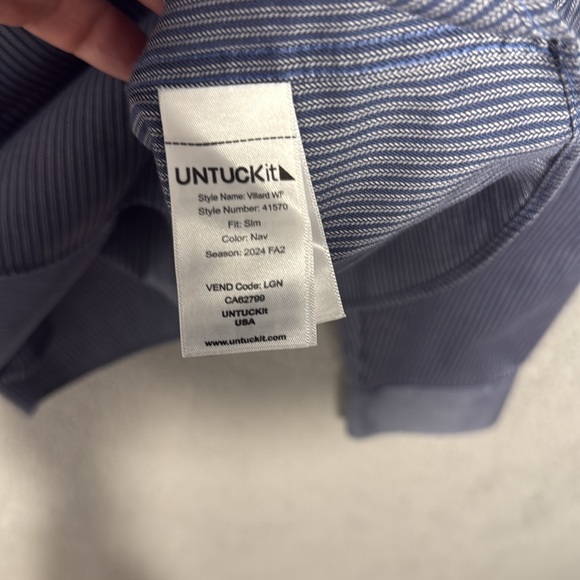 UNTUCKit
Style Name: Villard WF
Style Number: 41570
Fit: Slm
Color: Nav
Season: 2024 FA2
VEND Code: LGN
CA62799
UNTUCKit
USA
www.untuckit.com